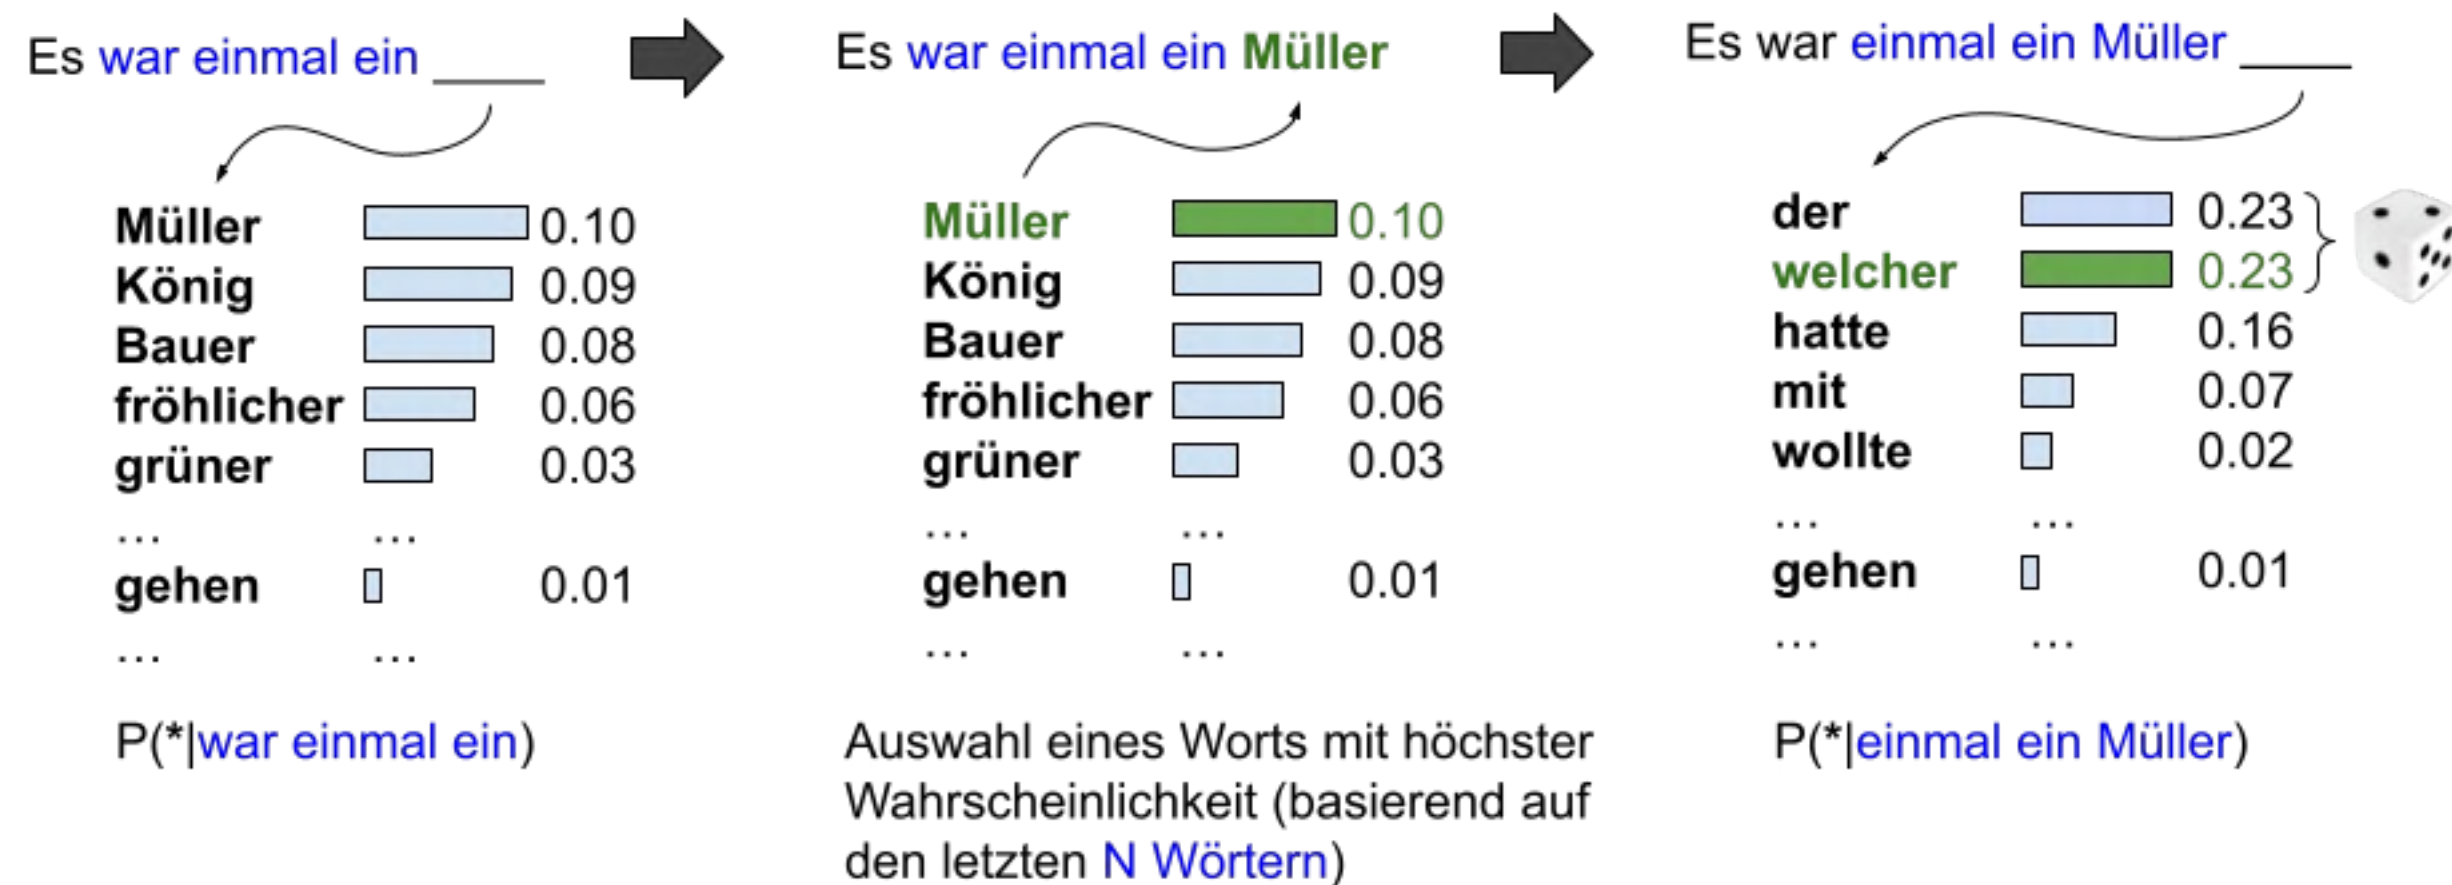 Es war einmal ein ____
Müller 0.10
König 0.09
Bauer 0.08
fröhlicher 0.06
grüner 0.03
... ...
gehen 0.01
... ...
P(*|war einmal ein)
Es war einmal ein Müller
Müller 0.10
König 0.09
Bauer 0.08
fröhlicher 0.06
grüner 0.03
... ...
gehen 0.01
... ...
Auswahl eines Worts mit höchster
Wahrscheinlichkeit (basierend auf
den letzten N Wörtern)
Es war einmal ein Müller ____
der 0.23
welcher 0.23
hatte 0.16
mit 0.07
wollte 0.02
... ...
gehen 0.01
... ...
P(*|einmal ein Müller)